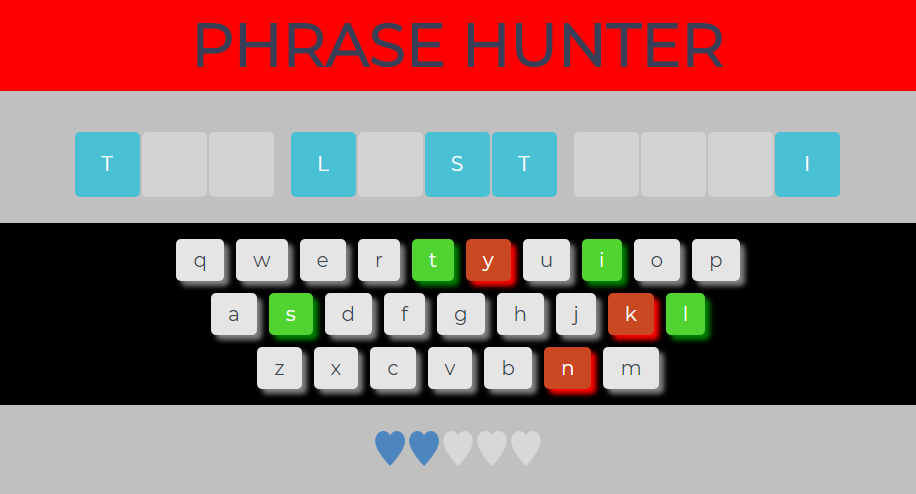 PHRASE HUNTER
T L S T I
q w e r t y u i o p
a s d f g h j k l
z x c v b n m